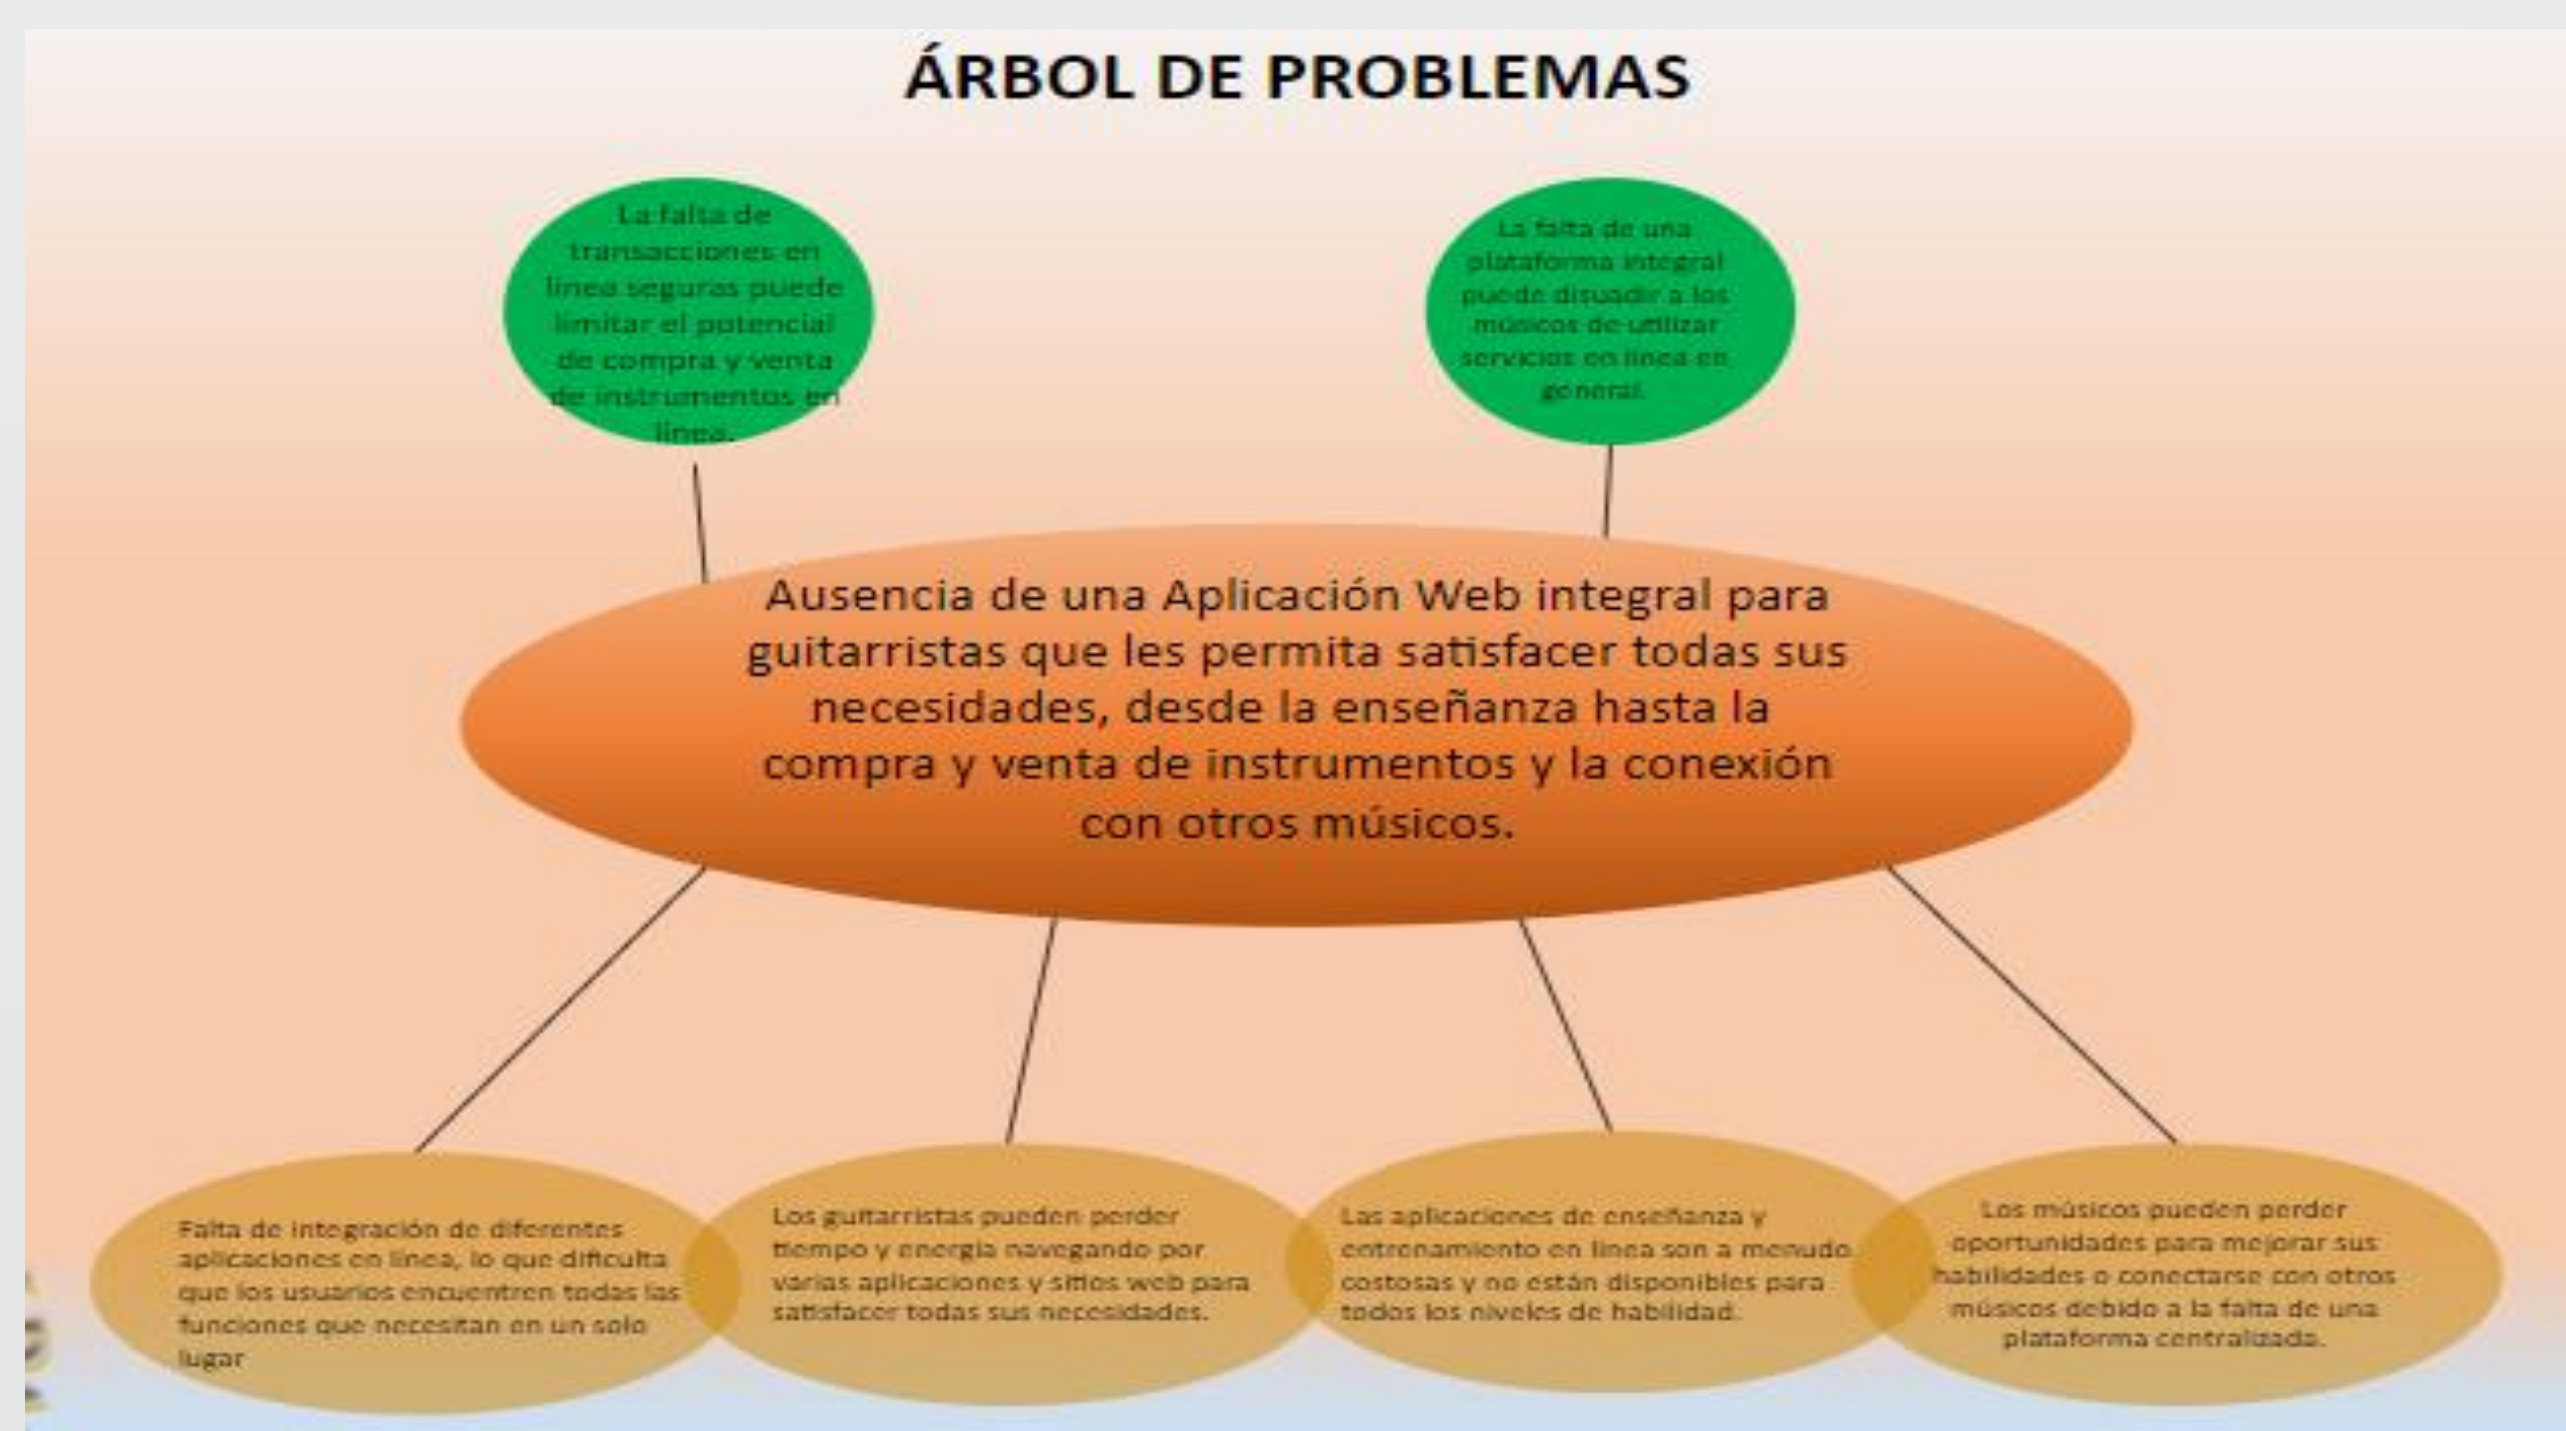 ÁRBOL DE PROBLEMAS
La falta de
transacciones en
línea seguras puede
limitar el potencial
de compra y venta
de instrumentos en
línea.
La falta de una
plataforma integral
puede disuadir a los
músicos de utilizar
servicios en línea en
general.
Ausencia de una Aplicación Web integral para
guitarristas que les permita satisfacer todas sus
necesidades, desde la enseñanza hasta la
compra y venta de instrumentos y la conexión
con otros músicos.
Falta de integración de diferentes
aplicaciones en línea, lo que dificulta
que los usuarios encuentren todas las
funciones que necesitan en un solo
lugar
Los guitarristas pueden perder
tiempo y energía navegando por
varias aplicaciones y sitios web para
satisfacer todas sus necesidades.
Las aplicaciones de enseñanza y
entrenamiento en línea son a menudo
costosas y no están disponibles para
todos los niveles de habilidad.
Los músicos pueden perder
oportunidades para mejorar sus
habilidades o conectarse con otros
músicos debido a la falta de una
plataforma centralizada.